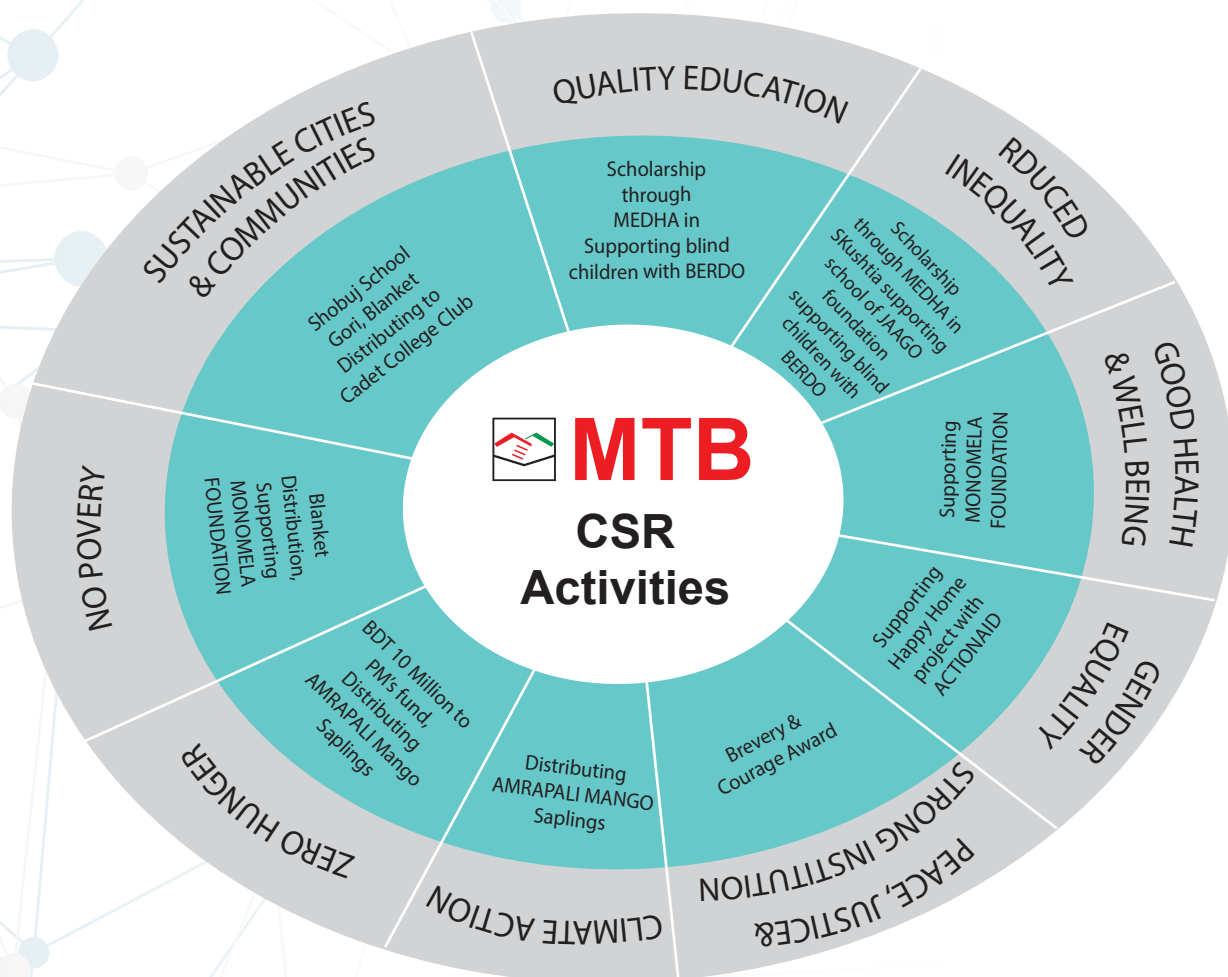 MTB
CSR
Activities
QUALITY EDUCATION
Scholarship
through
MEDHA in
Supporting blind
children with BERDO
RDUCED
INEQUALITY
Scholarship
through MEDHA in
SKushtia supporting
school of JAAGO
foundation
supporting blind
children with
BERDO
GOOD HEALTH
& WELL BEING
Supporting
MONOMELA
FOUNDATION
GENDER
EQUALITY
Supporting
Happy Home
project with
ACTIONAID
PEACE, JUSTICE&
STRONG INSTITUTION
Brevery &
Courage Award
CLIMATE ACTION
Distributing
AMRAPALI MANGO
Saplings
ZERO HUNGER
BDT 10 Million to
PM's fund,
Distributing
AMRAPALI Mango
Saplings
NO POVERY
Blanket
Distribution,
Supporting
MONOMELA
FOUNDATION
SUSTAINABLE CITIES
& COMMUNITIES
Shobuj School
Gori, Blanket
Distributing to
Cadet College Club